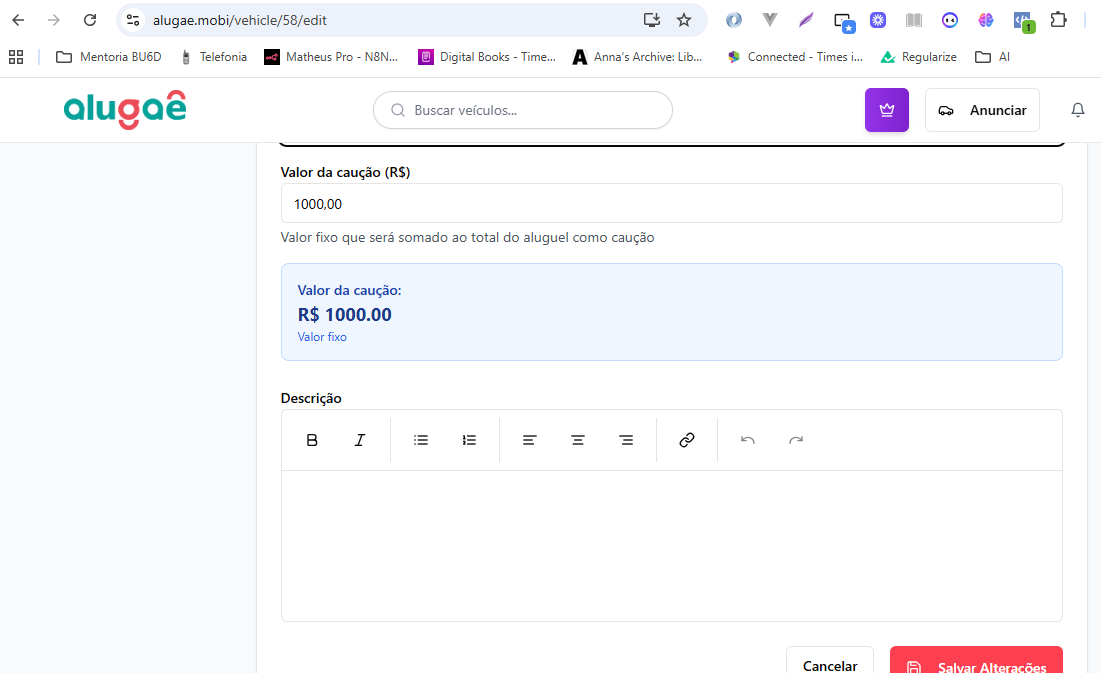 alugae.mobi/vehicle/58/edit
1
Mentoria BU6D
Telefonia
Matheus Pro - N8N...
Digital Books - Time...
Anna's Archive: Lib...
Connected - Times i...
Regularize
AI
alugaê
Buscar veículos...
Anunciar
Valor da caução (R$)
1000,00
Valor fixo que será somado ao total do aluguel como caução
Valor da caução:
R$ 1000.00
Valor fixo
Descrição
B I
Cancelar
Salvar Alterações